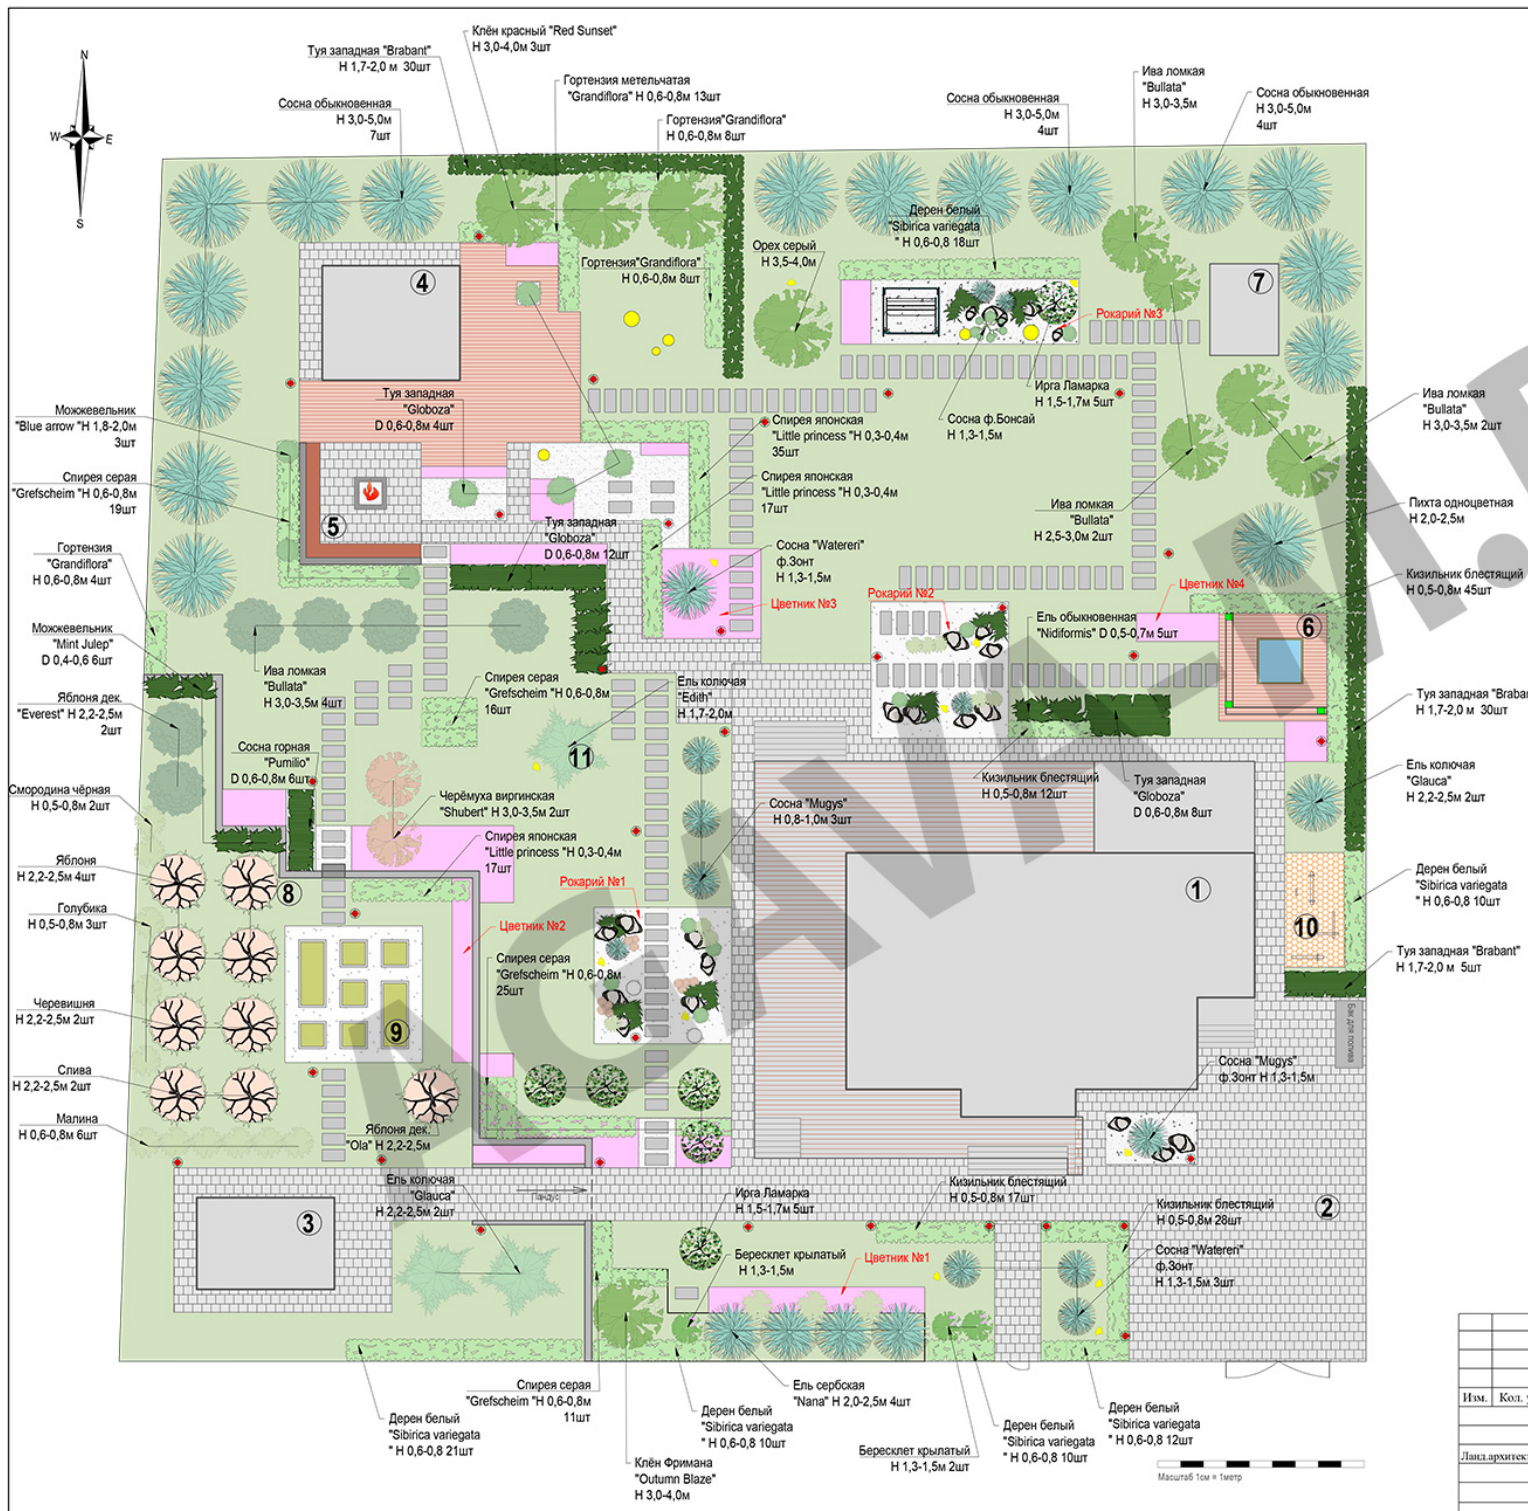 N
W E
S
Клён красный "Red Sunset"
H 3,0-4,0м 3шт
Туя западная "Brabant"
H 1,7-2,0 м 30шт
Гортензия метельчатая
"Grandiflora" H 0,6-0,8м 13шт
Сосна обыкновенная
H 3,0-5,0м
7шт
Гортензия"Grandiflora"
H 0,6-0,8м 8шт
Сосна обыкновенная
H 3,0-5,0м
4шт
Ива ломкая
"Bullata"
H 3,0-3,5м
Сосна обыкновенная
H 3,0-5,0м
4шт
Дерен белый
"Sibirica variegata
" H 0,6-0,8 18шт
Орех серый
H 3,5-4,0м
Гортензия"Grandiflora"
H 0,6-0,8м 8шт
4
7
Рокарий №3
Туя западная
"Globoza"
D 0,6-0,8м 4шт
Ирга Ламарка
H 1,5-1,7м 5шт
Сосна ф.Бонсай
H 1,3-1,5м
Ива ломкая
"Bullata"
H 3,0-3,5м 2шт
Можжевельник
"Blue arrow "H 1,8-2,0м
3шт
Спирея японская
"Little princess "H 0,3-0,4м
35шт
Спирея серая
"Grefscheim "H 0,6-0,8м
19шт
Спирея японская
"Little princess "H 0,3-0,4м
17шт
5
Ива ломкая
"Bullata"
H 2,5-3,0м 2шт
Пихта одноцветная
H 2,0-2,5м
Туя западная
"Globoza"
D 0,6-0,8м 12шт
Гортензия
"Grandiflora"
H 0,6-0,8м 4шт
Сосна "Watereri"
ф.Зонт
H 1,3-1,5м
Цветник №3
Рокарий №2
Цветник №4
Кизильник блестящий
H 0,5-0,8м 45шт
Ель обыкновенная
"Nidiformis" D 0,5-0,7м 5шт
6
Можжевельник
"Mint Julep"
D 0,4-0,6 6шт
Ива ломкая
"Bullata"
H 3,0-3,5м 4шт
Спирея серая
"Grefscheim "H 0,6-0,8м
16шт
Ель колючая
"Edith"
H 1,7-2,0м
Яблоня дек.
"Everest" H 2,2-2,5м
2шт
Туя западная "Brabar
H 1,7-2,0 м 30шт
Сосна горная
"Pumilio"
D 0,6-0,8м 6шт
11
Кизильник блестящий
H 0,5-0,8м 12шт
Туя западная
"Globoza"
D 0,6-0,8м 8шт
Ель колючая
"Glauca"
H 2,2-2,5м 2шт
Смородина чёрная
H 0,5-0,8м 2шт
Черёмуха виргинская
"Shubert" H 3,0-3,5м 2шт
Сосна "Mugys"
H 0,8-1,0м 3шт
Спирея японская
"Little princess "H 0,3-0,4м
17шт
Яблоня
H 2,2-2,5м 4шт
8
Рокарий №1
1
Дерен белый
"Sibirica variegata
" H 0,6-0,8 10шт
Голубика
H 0,5-0,8м 3шт
Цветник №2
10
Спирея серая
"Grefscheim "H 0,6-0,8м
25шт
Туя западная "Brabant"
H 1,7-2,0 м 5шт
Черевишня
H 2,2-2,5м 2шт
9
Бак для полива
Слива
H 2,2-2,5м 2шт
Сосна "Mugys"
ф.Зонт H 1,3-1,5м
Малина
H 0,6-0,8м 6шт
Яблоня дек.
"Ola" H 2,2-2,5м
Ель колючая
"Glauca"
H 2,2-2,5м 2шт
Пандус
Ирга Ламарка
H 1,5-1,7м 5шт
Кизильник блестящий
H 0,5-0,8м 17шт
Кизильник блестящий
H 0,5-0,8м 28шт
2
3
Бересклет крылатый
H 1,3-1,5м
Цветник №1
Сосна "Watereri"
ф.Зонт
H 1,3-1,5м 3шт
Спирея серая
"Grefscheim "H 0,6-0,8м
11шт
Ель сербская
"Nana" H 2,0-2,5м 4шт
Дерен белый
"Sibirica variegata
" H 0,6-0,8 21шт
Дерен белый
"Sibirica variegata
" H 0,6-0,8 10шт
Дерен белый
"Sibirica variegata
" H 0,6-0,8 10шт
Дерен белый
"Sibirica variegata
" H 0,6-0,8 12шт
Бересклет крылатый
H 1,3-1,5м 2шт
Клён Фримана
"Outumn Blaze"
H 3,0-4,0м
Масштаб 1см = 1метр
Изм. Кол.
Ланд.архитек
AGAVA-M.